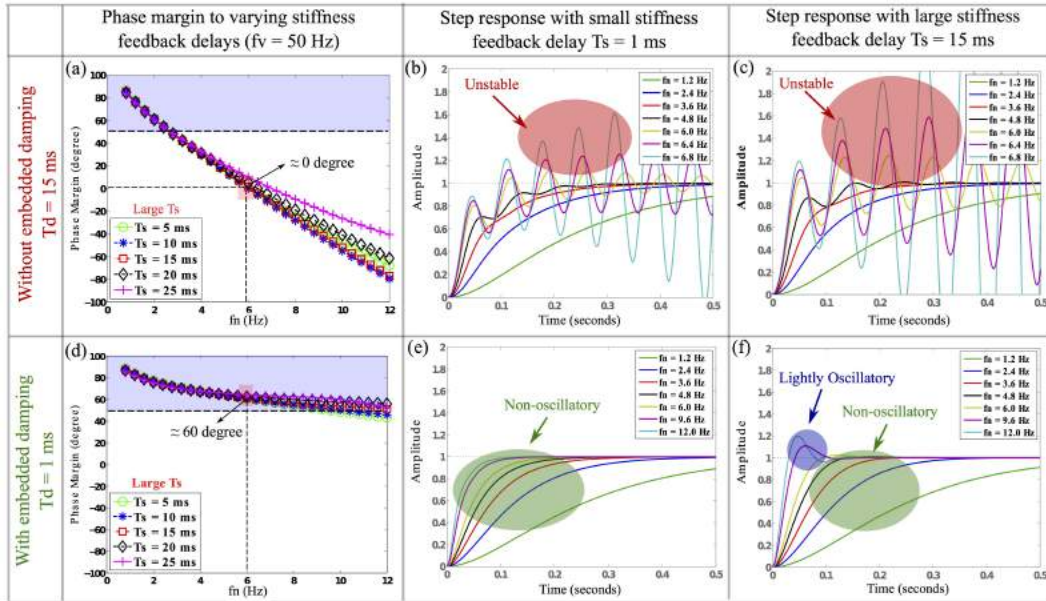 Phase margin to varying stiffness
feedback delays (fv = 50 Hz)
Step response with small stiffness
feedback delay Ts = 1 ms
Step response with large stiffness
feedback delay Ts = 15 ms
Without embedded damping
Td = 15 ms
(a)
Phase Margin (degree)
100
80
60
40
20
0
-20
-40
-60
-80
-100
≈ 0 degree
Large Ts
Ts = 5 ms
Ts = 10 ms
Ts = 15 ms
Ts = 20 ms
Ts = 25 ms
0 2 4 6 8 10 12
fn (Hz)
(b)
Amplitude
2
1.8
1.6
1.4
1.2
1
0.8
0.6
0.4
0.2
0
Unstable
fn = 1.2 Hz
fn = 2.4 Hz
fn = 3.6 Hz
fn = 4.8 Hz
fn = 6.0 Hz
fn = 6.4 Hz
fn = 6.8 Hz
0 0.1 0.2 0.3 0.4 0.5
Time (seconds)
(c)
Amplitude
2
1.8
1.6
1.4
1.2
1
0.8
0.6
0.4
0.2
0
Unstable
fn = 1.2 Hz
fn = 2.4 Hz
fn = 3.6 Hz
fn = 4.8 Hz
fn = 6.0 Hz
fn = 6.4 Hz
fn = 6.8 Hz
0 0.1 0.2 0.3 0.4 0.5
Time (seconds)
With embedded damping
Td = 1 ms
(d)
Phase Margin (degree)
100
80
60
40
20
0
-20
-40
-60
-80
-100
≈ 60 degree
Large Ts
Ts = 5 ms
Ts = 10 ms
Ts = 15 ms
Ts = 20 ms
Ts = 25 ms
0 2 4 6 8 10 12
fn (Hz)
(e)
Amplitude
2
1.8
1.6
1.4
1.2
1
0.8
0.6
0.4
0.2
0
Non-oscillatory
fn = 1.2 Hz
fn = 2.4 Hz
fn = 3.6 Hz
fn = 4.8 Hz
fn = 6.0 Hz
fn = 9.6 Hz
fn = 12.0 Hz
0 0.1 0.2 0.3 0.4 0.5
Time (seconds)
(f)
Amplitude
2
1.8
1.6
1.4
1.2
1
0.8
0.6
0.4
0.2
0
Lightly Oscillatory
Non-oscillatory
fn = 1.2 Hz
fn = 2.4 Hz
fn = 3.6 Hz
fn = 4.8 Hz
fn = 6.0 Hz
fn = 9.6 Hz
fn = 12.0 Hz
0 0.1 0.2 0.3 0.4 0.5
Time (seconds)